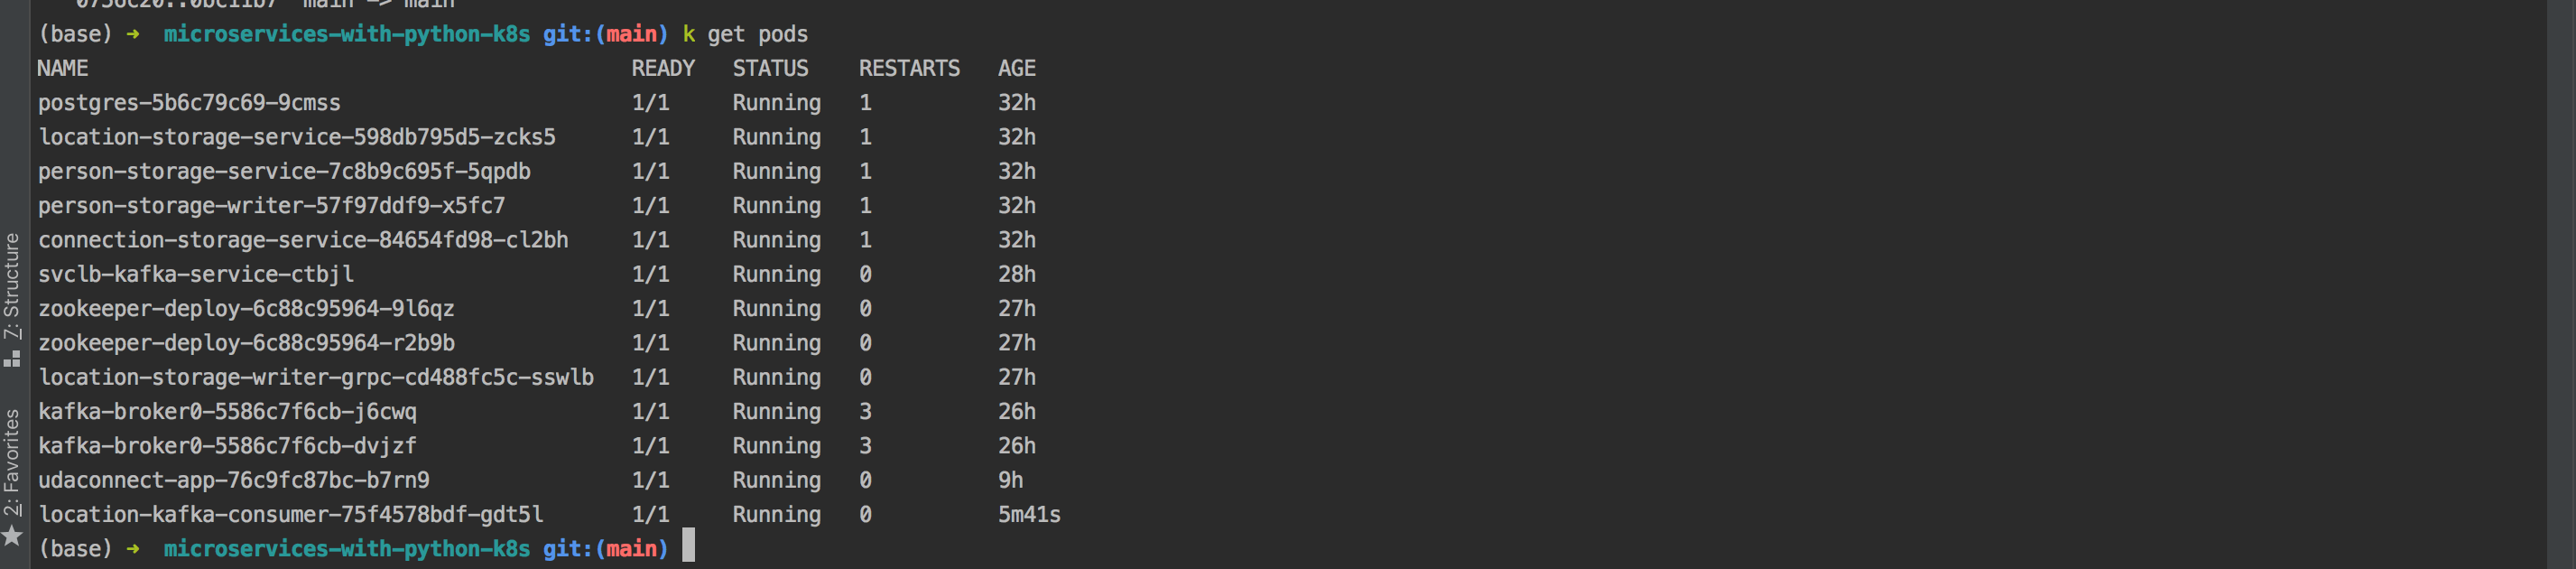 0756c20..0bc11b7  main -> main
(base) ➜  microservices-with-python-k8s git:(main) k get pods
NAME                                          READY   STATUS    RESTARTS   AGE
postgres-5b6c79c69-9cmss                      1/1     Running   1          32h
location-storage-service-598db795d5-zcks5     1/1     Running   1          32h
person-storage-service-7c8b9c695f-5qpdb       1/1     Running   1          32h
person-storage-writer-57f97ddf9-x5fc7         1/1     Running   1          32h
connection-storage-service-84654fd98-cl2bh    1/1     Running   1          32h
svclb-kafka-service-ctbjl                     1/1     Running   0          28h
zookeeper-deploy-6c88c95964-9l6qz             1/1     Running   0          27h
zookeeper-deploy-6c88c95964-r2b9b             1/1     Running   0          27h
location-storage-writer-grpc-cd488fc5c-sswlb  1/1     Running   0          27h
kafka-broker0-5586c7f6cb-j6cwq                1/1     Running   3          26h
kafka-broker0-5586c7f6cb-dvjzf                1/1     Running   3          26h
udaconnect-app-76c9fc87bc-b7rn9               1/1     Running   0          9h
location-kafka-consumer-75f4578bdf-gdt5l      1/1     Running   0          5m41s
(base) ➜  microservices-with-python-k8s git:(main)
7: Structure
2: Favorites